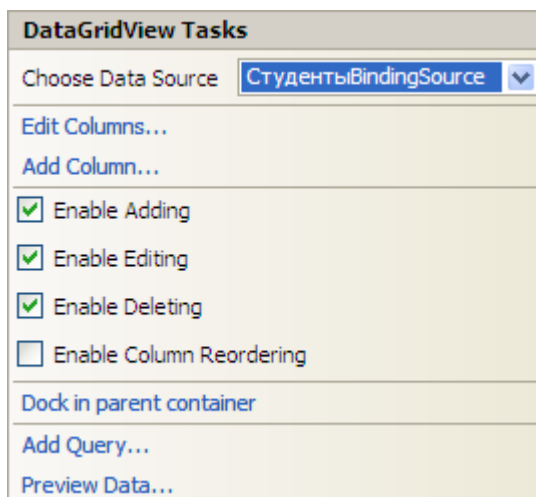 DataGridView Tasks
Choose Data Source СтудентыBindingSource
Edit Columns...
Add Column...
Enable Adding
Enable Editing
Enable Deleting
Enable Column Reordering
Dock in parent container
Add Query...
Preview Data...